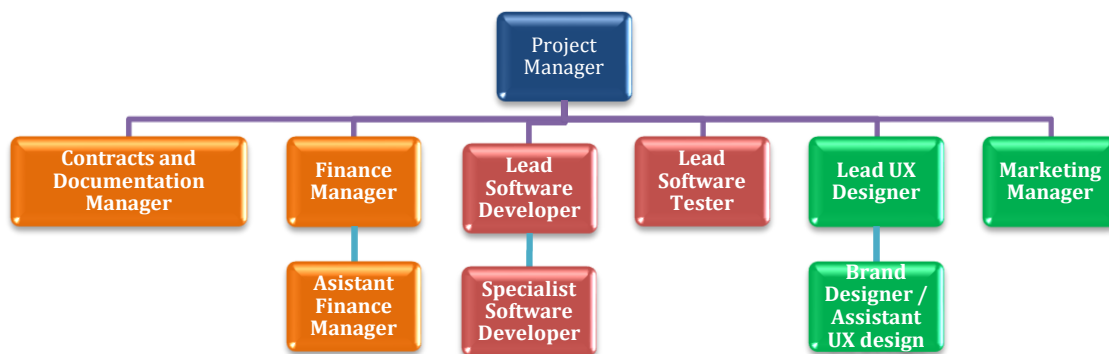 Project
Manager
Contracts and
Documentation
Manager
Finance
Manager
Lead
Software
Developer
Lead
Software
Tester
Lead UX
Designer
Marketing
Manager
Asistant
Finance
Manager
Specialist
Software
Developer
Brand
Designer /
Assistant
UX design